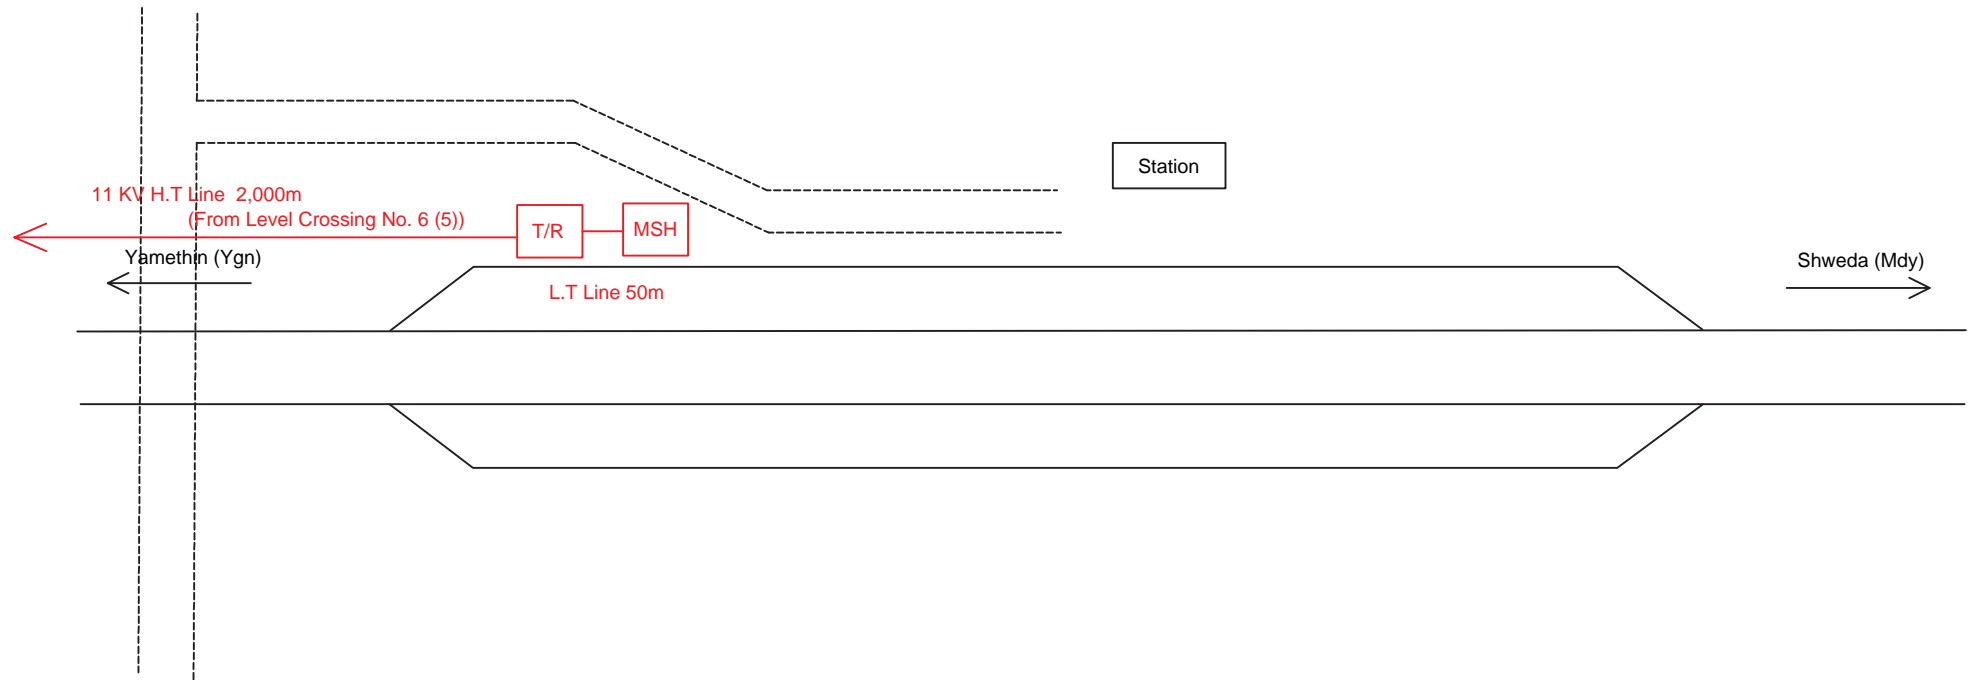 Station
11 KV H.T Line 2,000m
(From Level Crossing No. 6 (5))
T/R
MSH
Yamethin (Ygn)
Shweda (Mdy)
L.T Line 50m